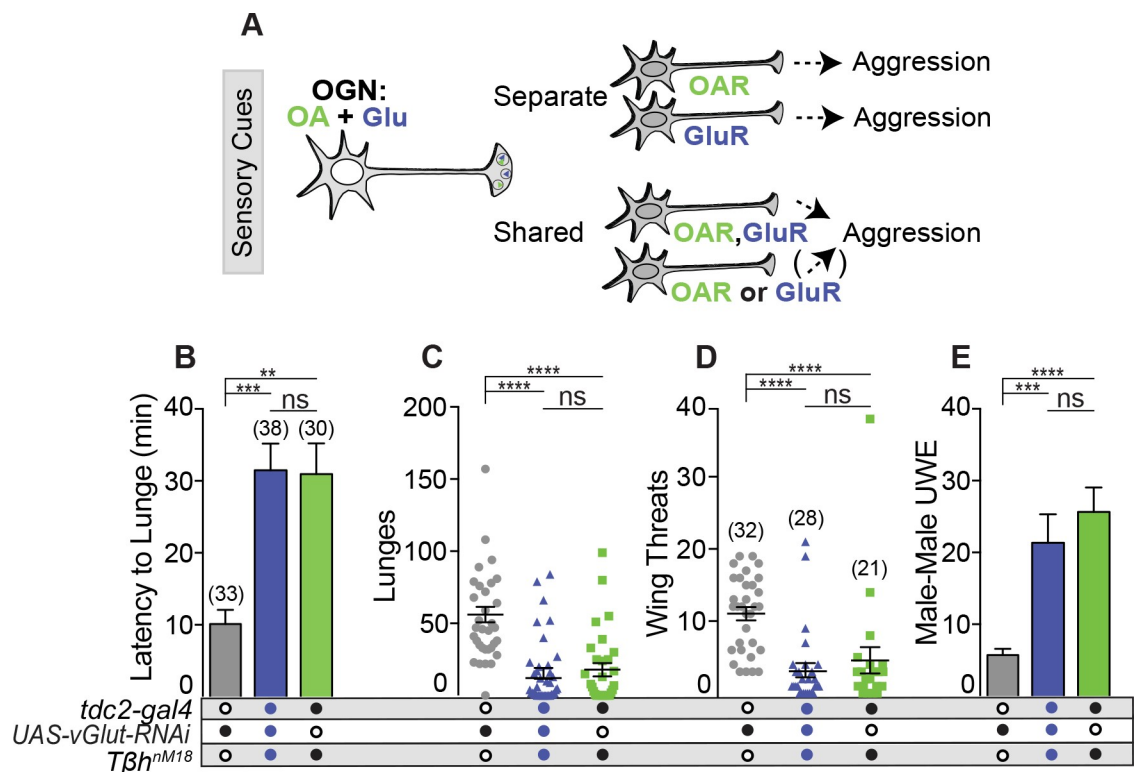 A
Sensory Cues
OGN:
OA + Glu
Separate
OAR
Aggression
GluR
Aggression
Shared
OAR,GluR
Aggression
( )
OAR or GluR
B
**
***
ns
Latency to Lunge (min)
40
30
20
10
0
(33)
(38)
(30)
C
****
****
ns
Lunges
200
150
100
50
0
D
****
****
ns
Wing Threats
40
30
20
10
0
(32)
(28)
(21)
E
****
***
ns
Male-Male UWE
40
30
20
10
0
tdc2-gal4
UAS-vGlut-RNAi
TβhnM18